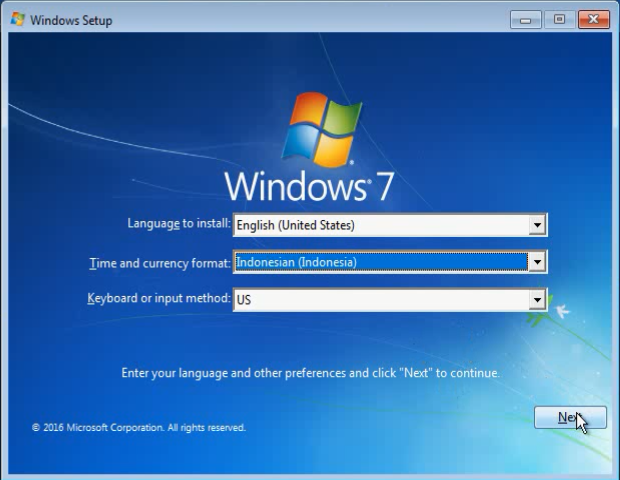 Windows Setup
Windows 7
Language to install: English (United States)
Time and currency format: Indonesian (Indonesia)
Keyboard or input method: US
Enter your language and other preferences and click "Next" to continue.
Next
© 2016 Microsoft Corporation. All rights reserved.